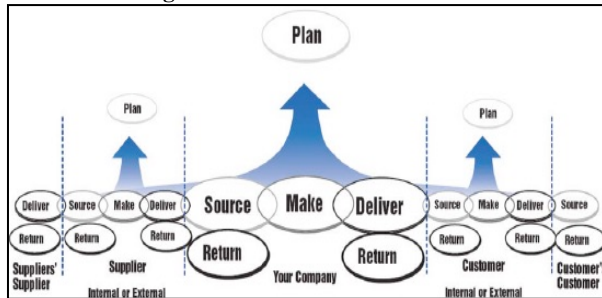 Plan
Plan
Plan
Deliver Source Make Deliver Source Make Deliver Source Make Deliver Source
Return Return Return Return Return Return Return Return
Suppliers' Supplier Your Company Customer Customer's
Supplier Customer
Internal or External Internal or External